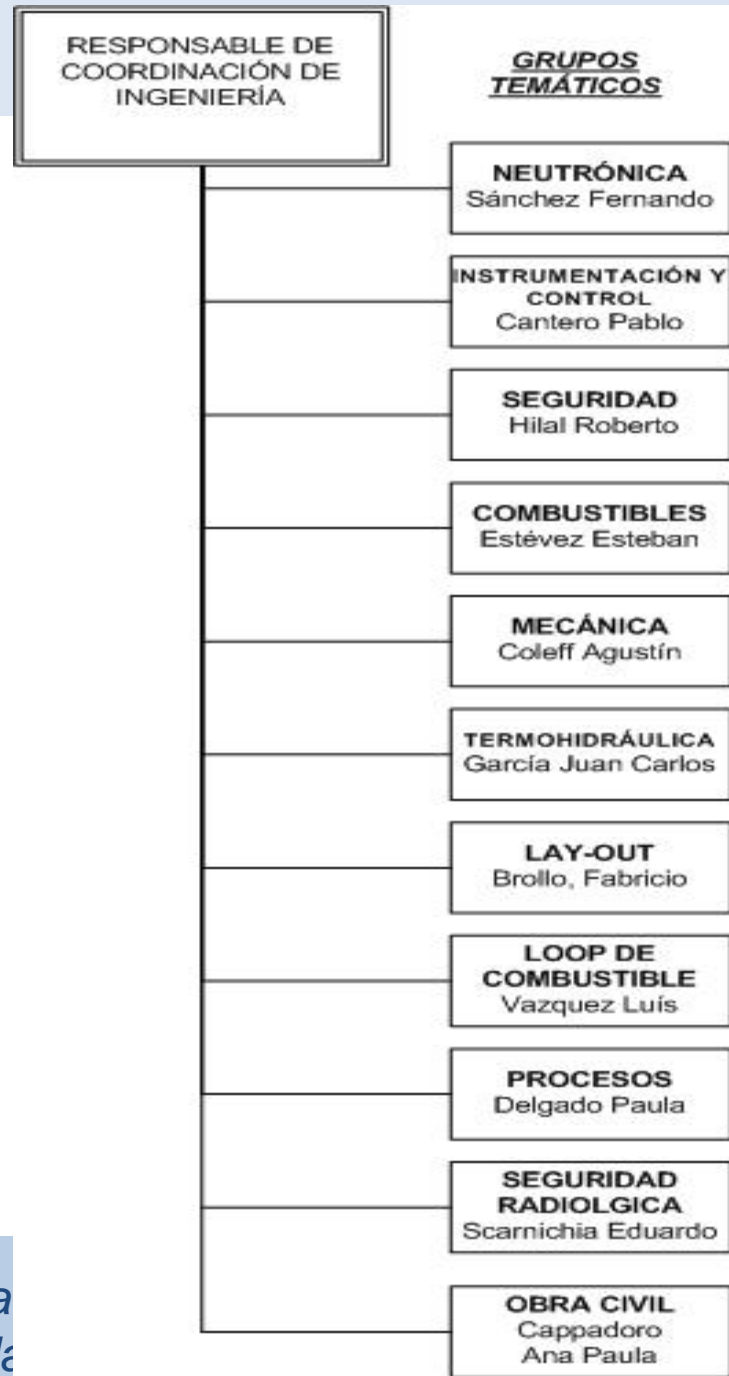 RESPONSABLE DE
COORDINACIÓN DE
INGENIERÍA
GRUPOS
TEMÁTICOS
NEUTRÓNICA
Sánchez Fernando
INSTRUMENTACIÓN Y
CONTROL
Cantero Pablo
SEGURIDAD
Hilal Roberto
COMBUSTIBLES
Estévez Esteban
MECÁNICA
Coleff Agustín
TERMOHIDRÁULICA
García Juan Carlos
LAY-OUT
Brollo, Fabricio
LOOP DE
COMBUSTIBLE
Vazquez Luís
PROCESOS
Delgado Paula
SEGURIDAD
RADIOLGICA
Scarnichia Eduardo
OBRA CIVIL
Cappadoro
Ana Paula